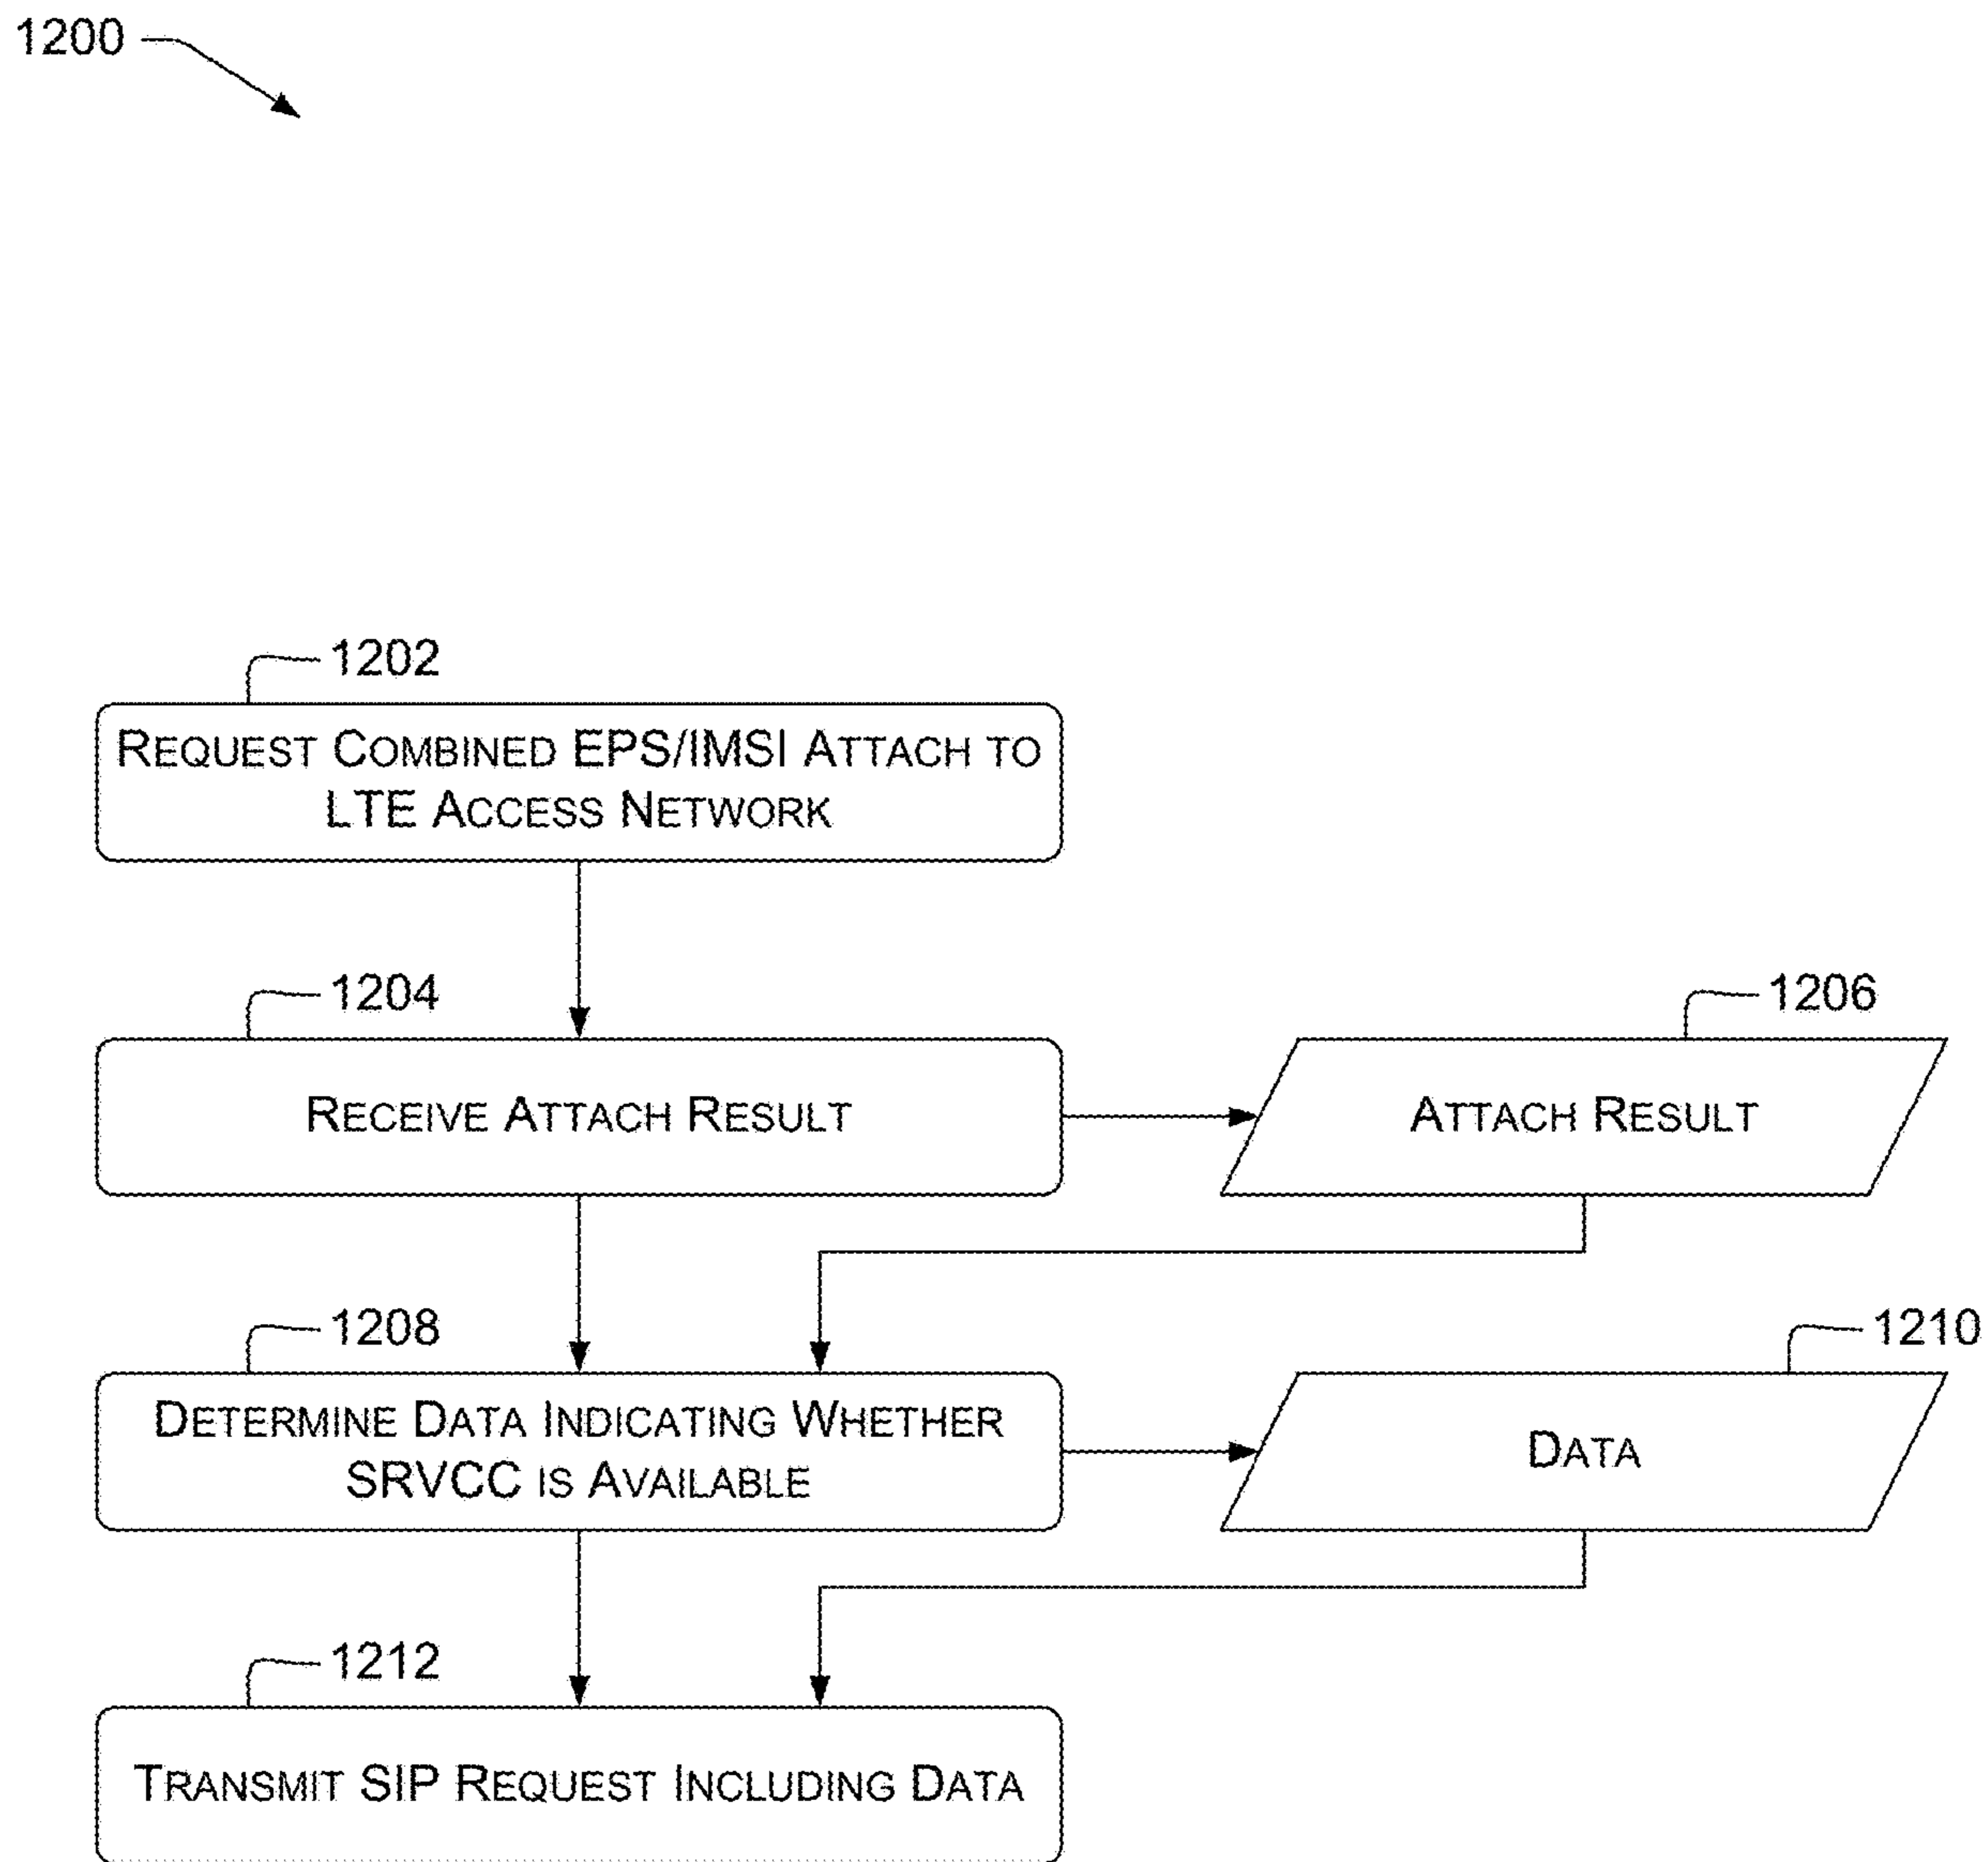 1200
1202
REQUEST COMBINED EPS/IMSI ATTACH TO
LTE ACCESS NETWORK
1204
1206
RECEIVE ATTACH RESULT
ATTACH RESULT
1208
1210
DETERMINE DATA INDICATING WHETHER
SRVCC IS AVAILABLE
DATA
1212
TRANSMIT SIP REQUEST INCLUDING DATA